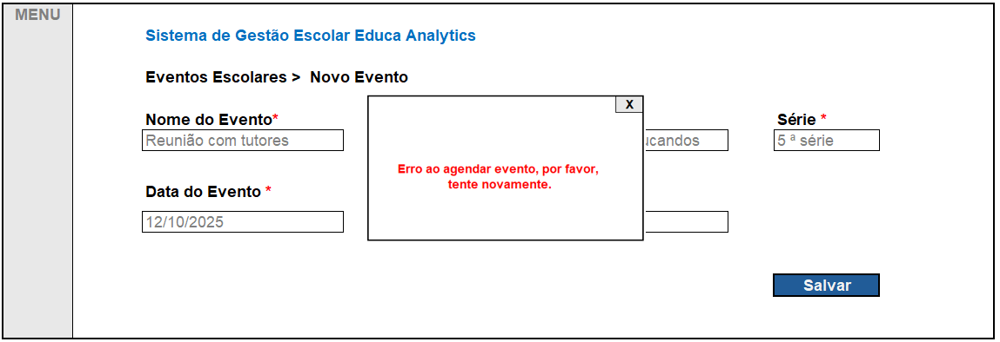 MENU
Sistema de Gestão Escolar Educa Analytics
Eventos Escolares > Novo Evento
X
Nome do Evento*
Série *
Reunião com tutores
ucandos
5 ª série
Erro ao agendar evento, por favor,
tente novamente.
Data do Evento *
12/10/2025
Salvar